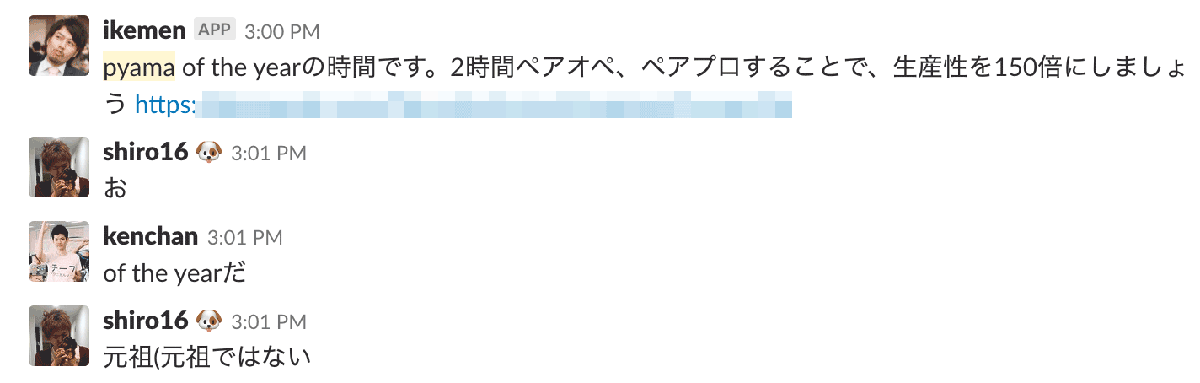 ikemen APP 3:00 PM
pyama of the yearの時間です。2時間ペアオペ、ペアプロすることで、生産性を150倍にしましょ
う https:
shiro16 🐶 3:01 PM
お
kenchan 3:01 PM
of the yearだ
shiro16 🐶 3:01 PM
元祖(元祖ではない